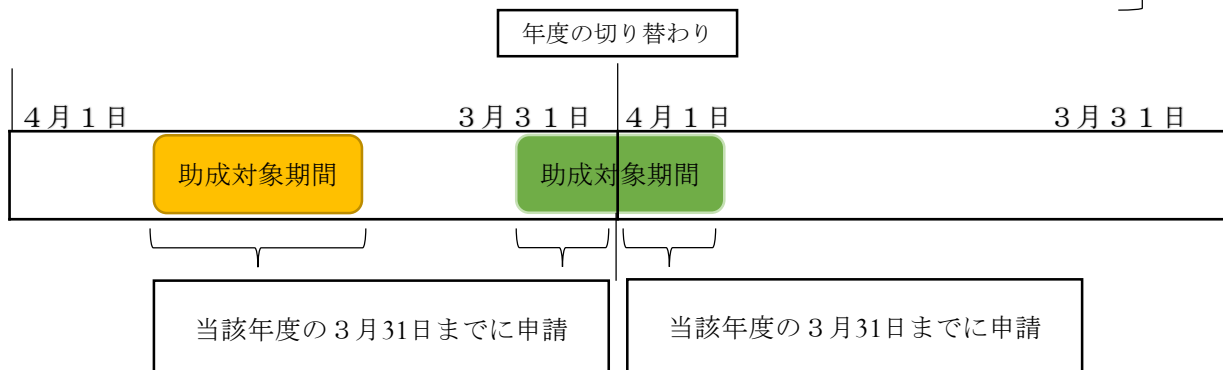 年度の切り替わり
４月１日
３月３１日
４月１日
３月３１日
助成対象期間
助成対象期間
当該年度の３月31日までに申請
当該年度の３月31日までに申請